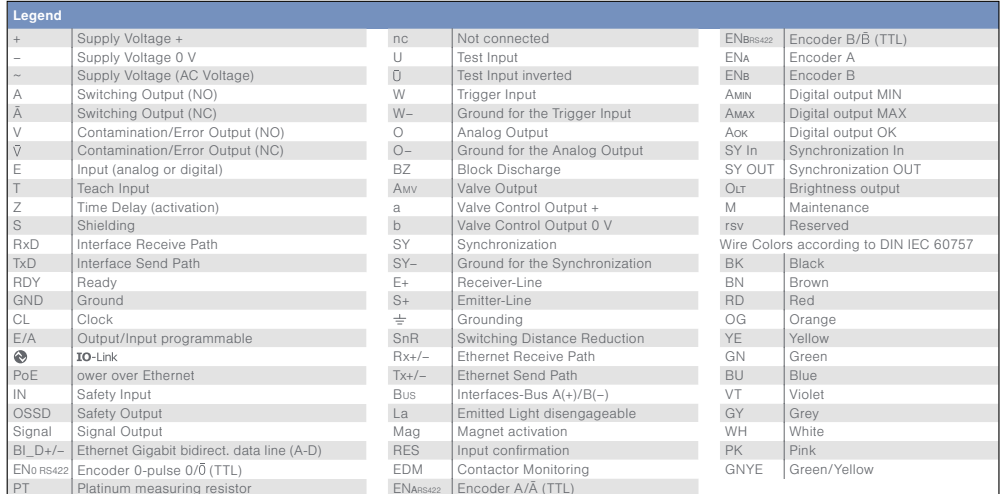 Legend
+ Supply Voltage +
– Supply Voltage 0 V
~ Supply Voltage (AC Voltage)
A Switching Output (NO)
Ā Switching Output (NC)
V Contamination/Error Output (NO)
V̄ Contamination/Error Output (NC)
E Input (analog or digital)
T Teach Input
Z Time Delay (activation)
S Shielding
RxD Interface Receive Path
TxD Interface Send Path
RDY Ready
GND Ground
CL Clock
E/A Output/Input programmable
IO-Link
PoE ower over Ethernet
IN Safety Input
OSSD Safety Output
Signal Signal Output
BI_D+/– Ethernet Gigabit bidirect. data line (A-D)
EN0 RS422 Encoder 0-pulse 0/0̄ (TTL)
PT Platinum measuring resistor
nc Not connected
U Test Input
Ū Test Input inverted
W Trigger Input
W– Ground for the Trigger Input
O Analog Output
O– Ground for the Analog Output
BZ Block Discharge
AMV Valve Output
a Valve Control Output +
b Valve Control Output 0 V
SY Synchronization
SY– Ground for the Synchronization
E+ Receiver-Line
S+ Emitter-Line
⏚ Grounding
SnR Switching Distance Reduction
Rx+/– Ethernet Receive Path
Tx+/– Ethernet Send Path
Bus Interfaces-Bus A(+)/B(–)
La Emitted Light disengageable
Mag Magnet activation
RES Input confirmation
EDM Contactor Monitoring
ENARS422 Encoder A/Ā (TTL)
ENBRS422 Encoder B/B̄ (TTL)
ENA Encoder A
ENB Encoder B
AMIN Digital output MIN
AMAX Digital output MAX
AOK Digital output OK
SY In Synchronization In
SY OUT Synchronization OUT
OLT Brightness output
M Maintenance
rsv Reserved
Wire Colors according to DIN IEC 60757
BK Black
BN Brown
RD Red
OG Orange
YE Yellow
GN Green
BU Blue
VT Violet
GY Grey
WH White
PK Pink
GNYE Green/Yellow